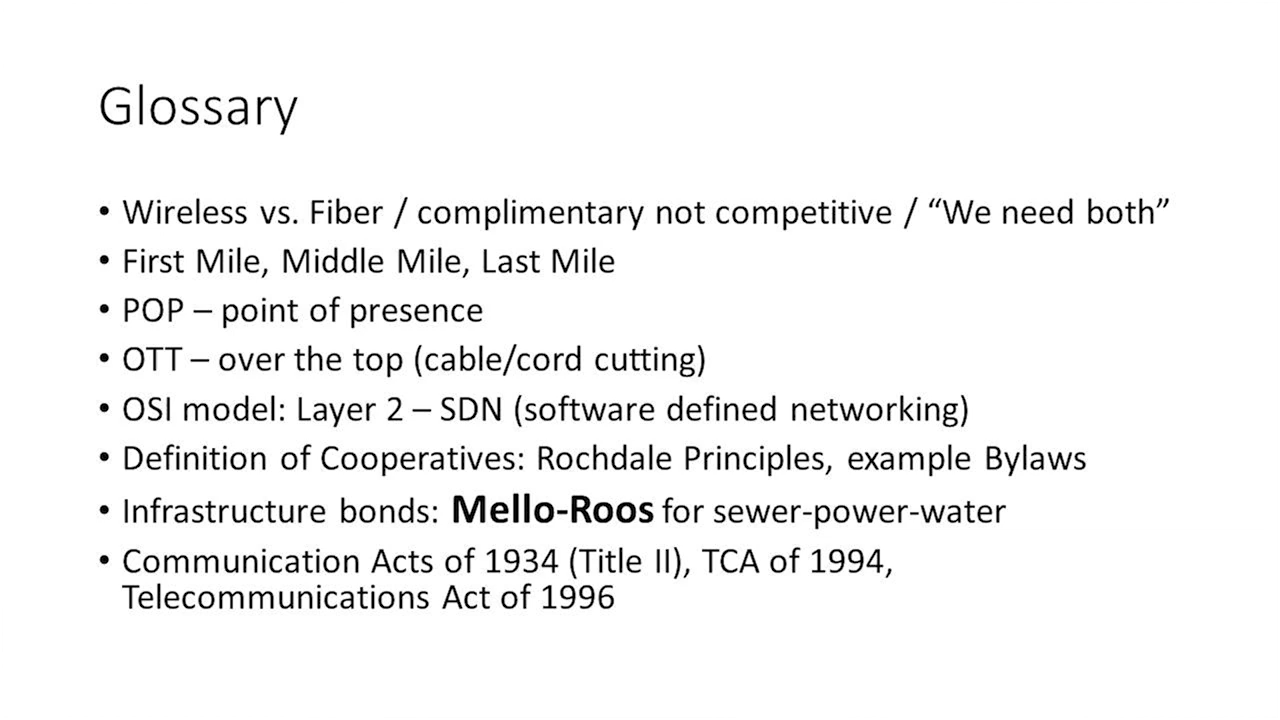 Glossary
• Wireless vs. Fiber / complimentary not competitive / “We need both”
• First Mile, Middle Mile, Last Mile
• POP – point of presence
• OTT – over the top (cable/cord cutting)
• OSI model: Layer 2 – SDN (software defined networking)
• Definition of Cooperatives: Rochdale Principles, example Bylaws
• Infrastructure bonds: Mello-Roos for sewer-power-water
• Communication Acts of 1934 (Title II), TCA of 1994,
Telecommunications Act of 1996